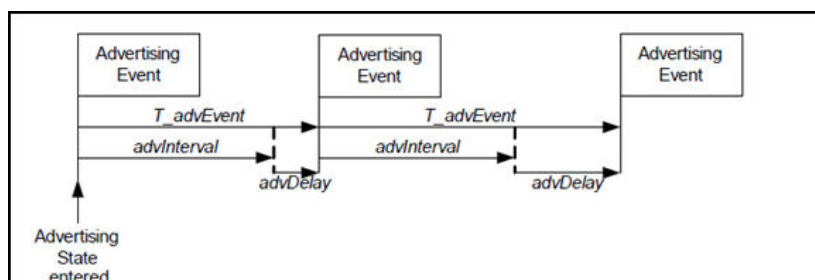 Advertising
Event
Advertising
Event
Advertising
Event
T_advEvent
T_advEvent
advInterval
advInterval
advDelay
advDelay
Advertising
State
entered